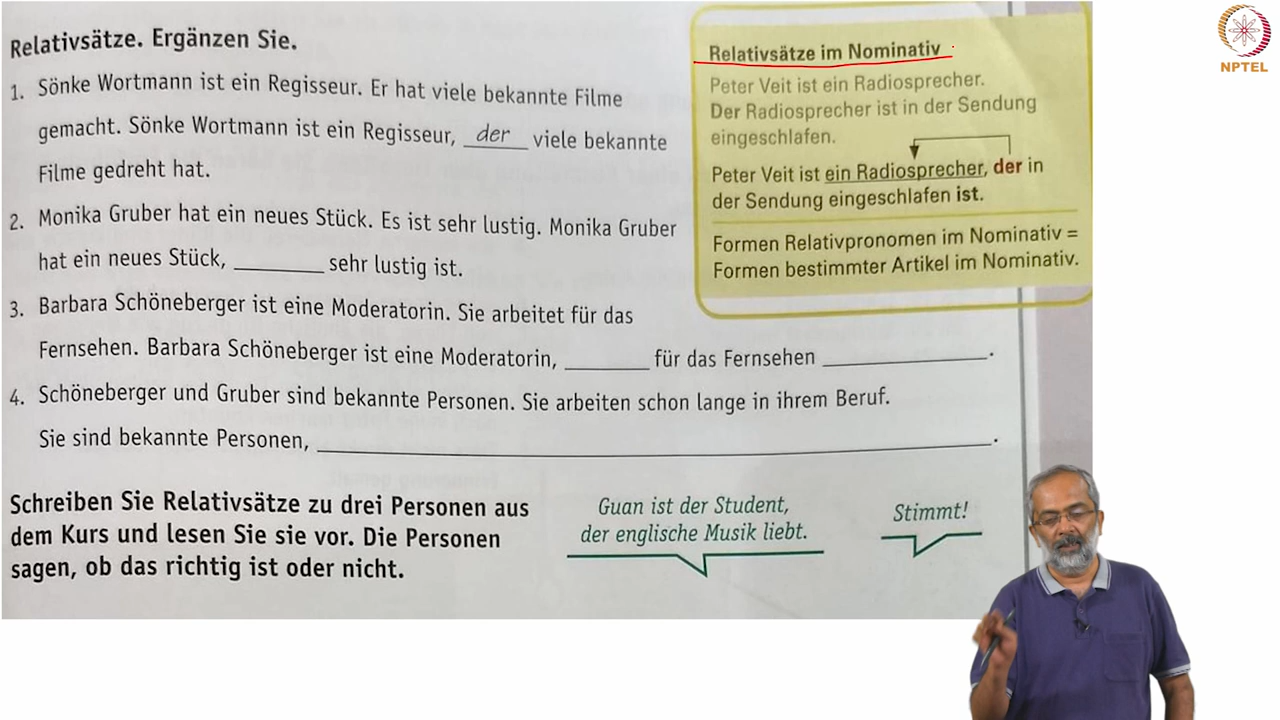 Relativsätze. Ergänzen Sie.
1. Sönke Wortmann ist ein Regisseur. Er hat viele bekannte Filme
gemacht. Sönke Wortmann ist ein Regisseur, der viele bekannte
Filme gedreht hat.
2. Monika Gruber hat ein neues Stück. Es ist sehr lustig. Monika Gruber
hat ein neues Stück, ________ sehr lustig ist.
3. Barbara Schöneberger ist eine Moderatorin. Sie arbeitet für das
Fernsehen. Barbara Schöneberger ist eine Moderatorin, ________ für das Fernsehen ________.
4. Schöneberger und Gruber sind bekannte Personen. Sie arbeiten schon lange in ihrem Beruf.
Sie sind bekannte Personen, ________.
Relativsätze im Nominativ
Peter Veit ist ein Radiosprecher.
Der Radiosprecher ist in der Sendung
eingeschlafen.
Peter Veit ist ein Radiosprecher, der in
der Sendung eingeschlafen ist.
Formen Relativpronomen im Nominativ =
Formen bestimmter Artikel im Nominativ.
Schreiben Sie Relativsätze zu drei Personen aus
dem Kurs und lesen Sie sie vor. Die Personen
sagen, ob das richtig ist oder nicht.
Guan ist der Student,
der englische Musik liebt.
Stimmt!
NPTEL